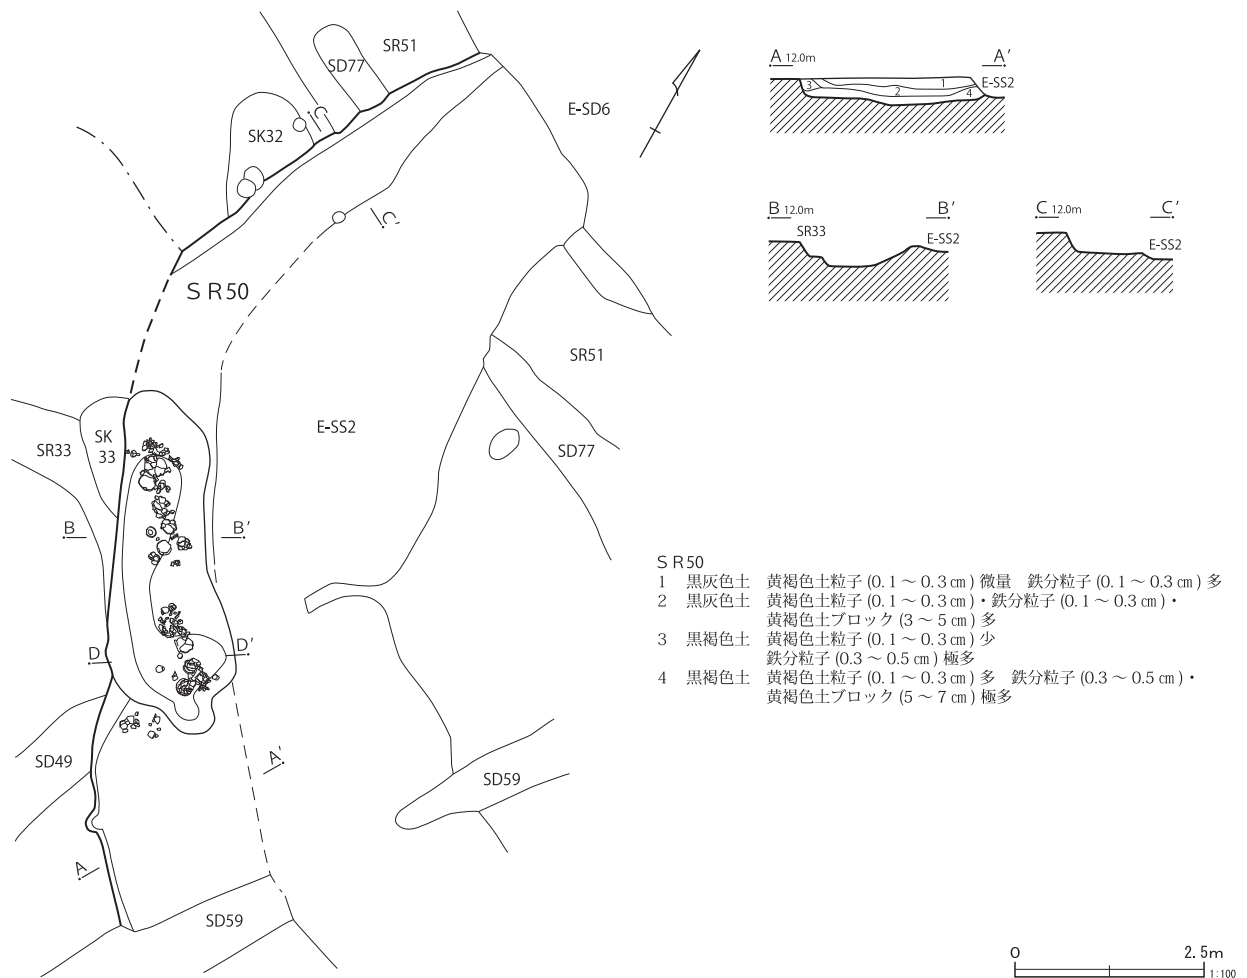 SR51
SD77
SK32
C
C'
E-SD6
ＳＲ50
SR51
SD77
E-SS2
SR33
SK
33
B
B'
D
D'
SD49
A'
SD59
A
SD59
A 12.0m A'
E-SS2
1
2
3
4
B 12.0m B'
SR33
E-SS2
C 12.0m C'
E-SS2
ＳＲ50
1 黒灰色土 黄褐色土粒子(0.1～0.3㎝)微量 鉄分粒子(0.1～0.3㎝)多
2 黒灰色土 黄褐色土粒子(0.1～0.3㎝)・鉄分粒子(0.1～0.3㎝)・
黄褐色土ブロック(3～5㎝)多
3 黒褐色土 黄褐色土粒子(0.1～0.3㎝)少
鉄分粒子(0.3～0.5㎝)極多
4 黒褐色土 黄褐色土粒子(0.1～0.3㎝)多 鉄分粒子(0.3～0.5㎝)・
黄褐色土ブロック(5～7㎝)極多
0 2.5m
1:100